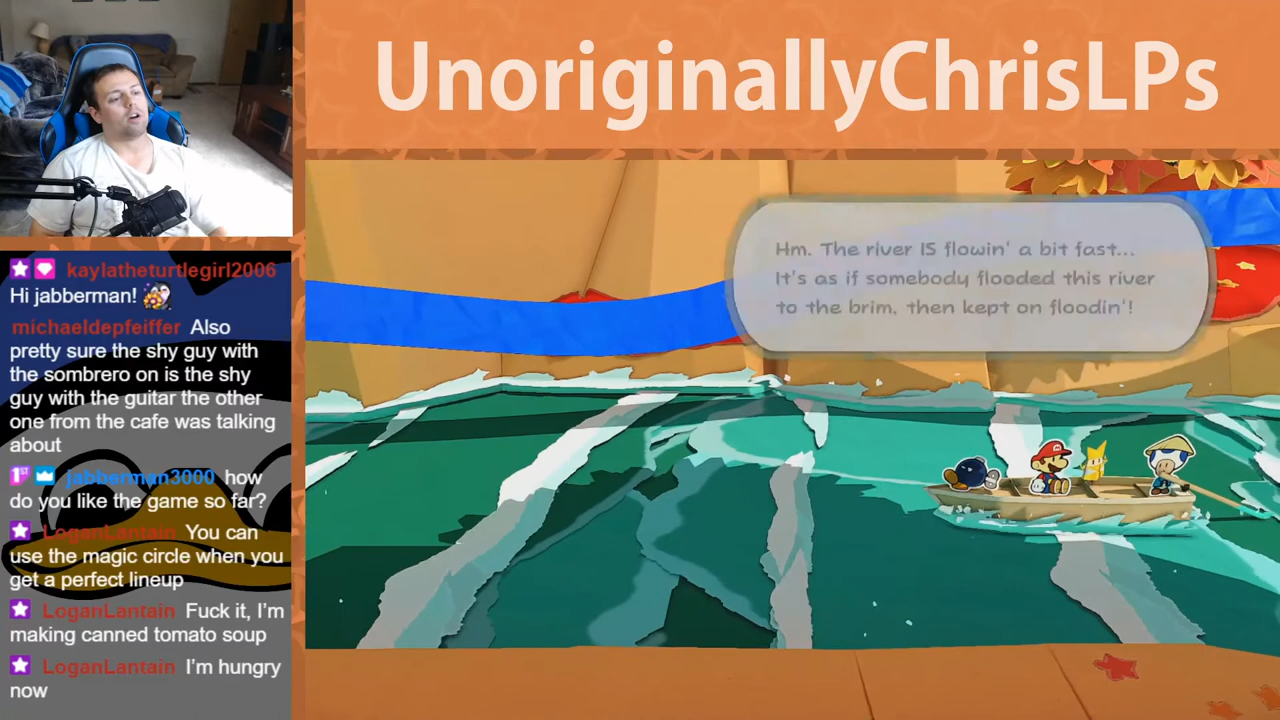 UnoriginallyChrisLPs
Hm. The river IS flowin' a bit fast...
It's as if somebody flooded this river
to the brim, then kept on floodin'!
kaylatheturtlegirl2006
Hi jabberman!
michaeldepfeiffer Also
pretty sure the shy guy with
the sombrero on is the shy
guy with the guitar the other
one from the cafe was talking
about
1ST jabberman3000 how
do you like the game so far?
LoganLantain You can
use the magic circle when you
get a perfect lineup
LoganLantain Fuck it, I'm
making canned tomato soup
LoganLantain I'm hungry
now